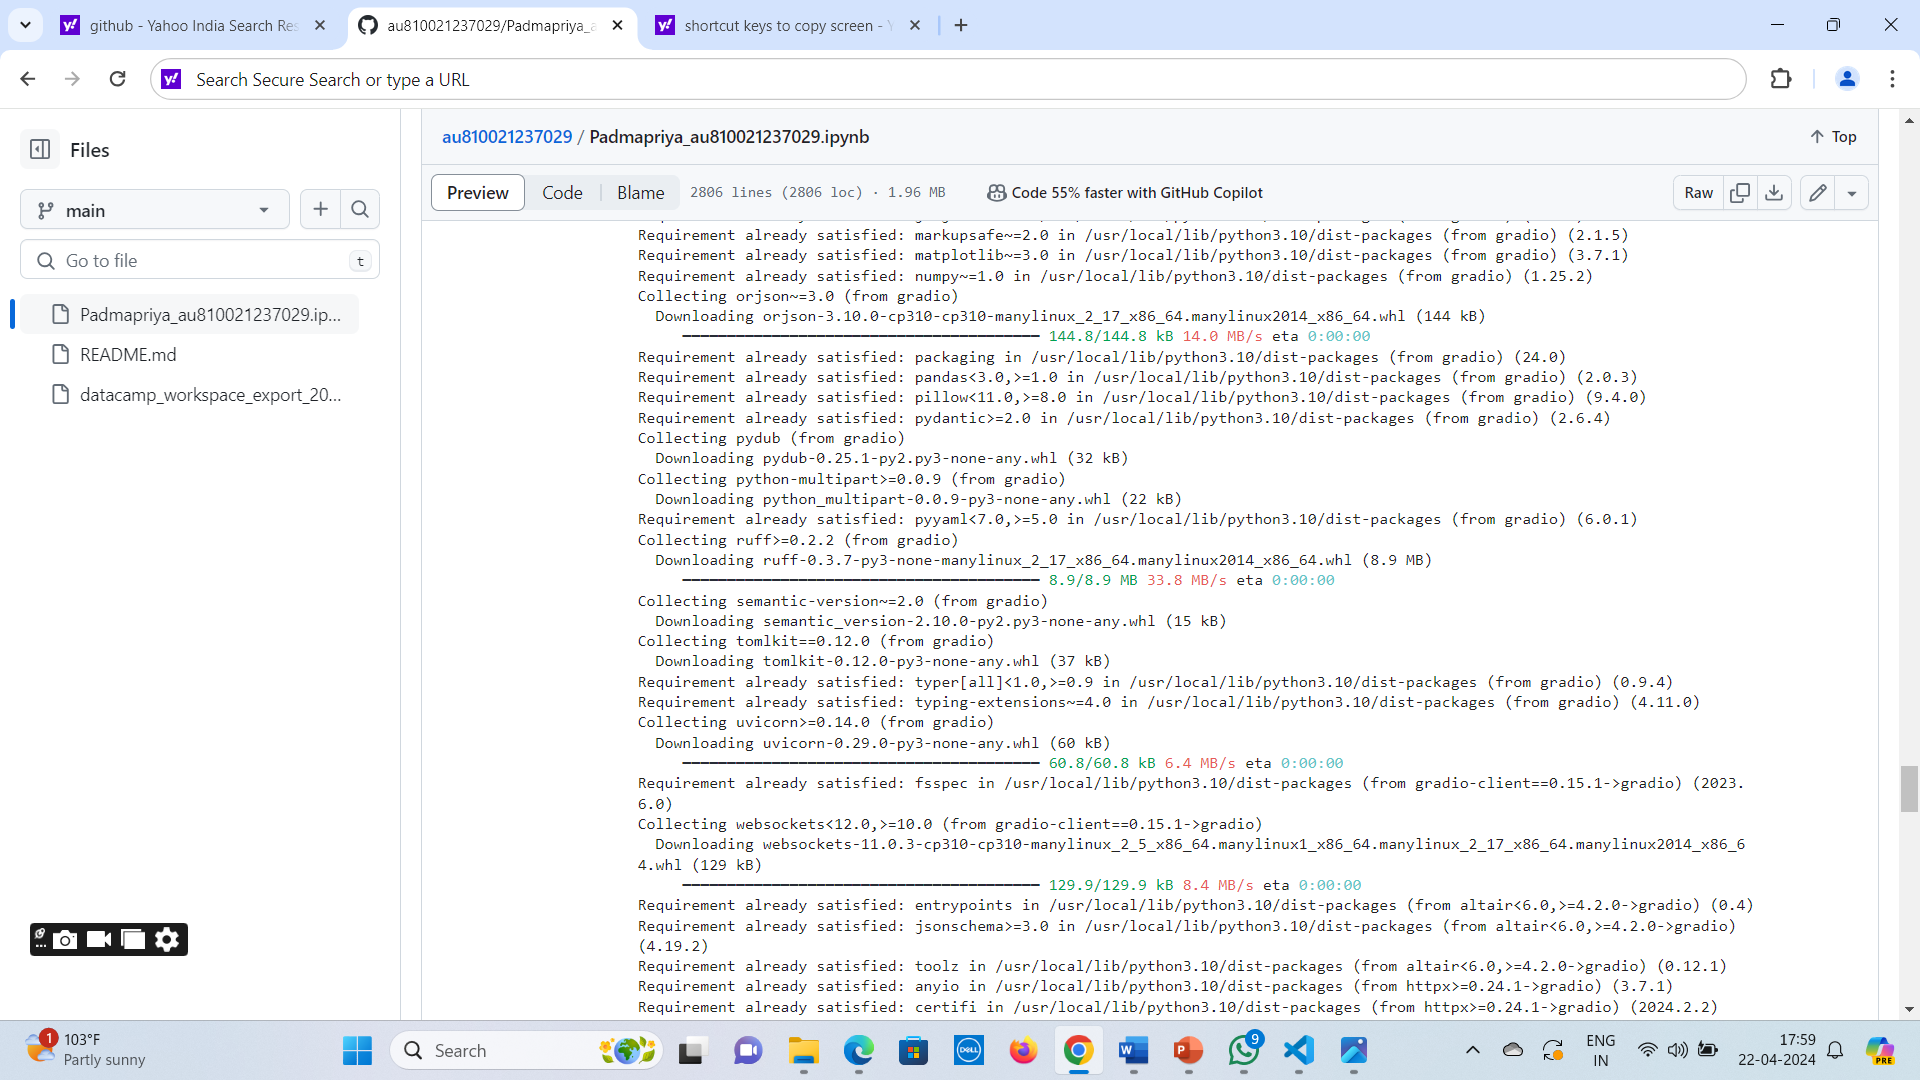 github - Yahoo India Search Res
au810021237029/Padmapriya_a
shortcut keys to copy screen - Y
Search Secure Search or type a URL
Files
main
Go to file
t
Padmapriya_au810021237029.ip...
README.md
datacamp_workspace_export_20...
au810021237029 / Padmapriya_au810021237029.ipynb
Top
Preview
Code
Blame
2806 lines (2806 loc) · 1.96 MB
Code 55% faster with GitHub Copilot
Raw
Requirement already satisfied: markupsafe~=2.0 in /usr/local/lib/python3.10/dist-packages (from gradio) (2.1.5)
Requirement already satisfied: matplotlib~=3.0 in /usr/local/lib/python3.10/dist-packages (from gradio) (3.7.1)
Requirement already satisfied: numpy~=1.0 in /usr/local/lib/python3.10/dist-packages (from gradio) (1.25.2)
Collecting orjson~=3.0 (from gradio)
Downloading orjson-3.10.0-cp310-cp310-manylinux_2_17_x86_64.manylinux2014_x86_64.whl (144 kB)
144.8/144.8 kB 14.0 MB/s eta 0:00:00
Requirement already satisfied: packaging in /usr/local/lib/python3.10/dist-packages (from gradio) (24.0)
Requirement already satisfied: pandas<3.0,>=1.0 in /usr/local/lib/python3.10/dist-packages (from gradio) (2.0.3)
Requirement already satisfied: pillow<11.0,>=8.0 in /usr/local/lib/python3.10/dist-packages (from gradio) (9.4.0)
Requirement already satisfied: pydantic>=2.0 in /usr/local/lib/python3.10/dist-packages (from gradio) (2.6.4)
Collecting pydub (from gradio)
Downloading pydub-0.25.1-py2.py3-none-any.whl (32 kB)
Collecting python-multipart>=0.0.9 (from gradio)
Downloading python_multipart-0.0.9-py3-none-any.whl (22 kB)
Requirement already satisfied: pyyaml<7.0,>=5.0 in /usr/local/lib/python3.10/dist-packages (from gradio) (6.0.1)
Collecting ruff>=0.2.2 (from gradio)
Downloading ruff-0.3.7-py3-none-manylinux_2_17_x86_64.manylinux2014_x86_64.whl (8.9 MB)
8.9/8.9 MB 33.8 MB/s eta 0:00:00
Collecting semantic-version~=2.0 (from gradio)
Downloading semantic_version-2.10.0-py2.py3-none-any.whl (15 kB)
Collecting tomlkit==0.12.0 (from gradio)
Downloading tomlkit-0.12.0-py3-none-any.whl (37 kB)
Requirement already satisfied: typer[all]<1.0,>=0.9 in /usr/local/lib/python3.10/dist-packages (from gradio) (0.9.4)
Requirement already satisfied: typing-extensions~=4.0 in /usr/local/lib/python3.10/dist-packages (from gradio) (4.11.0)
Collecting uvicorn>=0.14.0 (from gradio)
Downloading uvicorn-0.29.0-py3-none-any.whl (60 kB)
60.8/60.8 kB 6.4 MB/s eta 0:00:00
Requirement already satisfied: fsspec in /usr/local/lib/python3.10/dist-packages (from gradio-client==0.15.1->gradio) (2023.
6.0)
Collecting websockets<12.0,>=10.0 (from gradio-client==0.15.1->gradio)
Downloading websockets-11.0.3-cp310-cp310-manylinux_2_5_x86_64.manylinux1_x86_64.manylinux_2_17_x86_64.manylinux2014_x86_6
4.whl (129 kB)
129.9/129.9 kB 8.4 MB/s eta 0:00:00
Requirement already satisfied: entrypoints in /usr/local/lib/python3.10/dist-packages (from altair<6.0,>=4.2.0->gradio) (0.4)
Requirement already satisfied: jsonschema>=3.0 in /usr/local/lib/python3.10/dist-packages (from altair<6.0,>=4.2.0->gradio)
(4.19.2)
Requirement already satisfied: toolz in /usr/local/lib/python3.10/dist-packages (from altair<6.0,>=4.2.0->gradio) (0.12.1)
Requirement already satisfied: anyio in /usr/local/lib/python3.10/dist-packages (from httpx>=0.24.1->gradio) (3.7.1)
Requirement already satisfied: certifi in /usr/local/lib/python3.10/dist-packages (from httpx>=0.24.1->gradio) (2024.2.2)
1
103°F
Partly sunny
Search
DELL
9
ENG
IN
17:59
22-04-2024
PRE